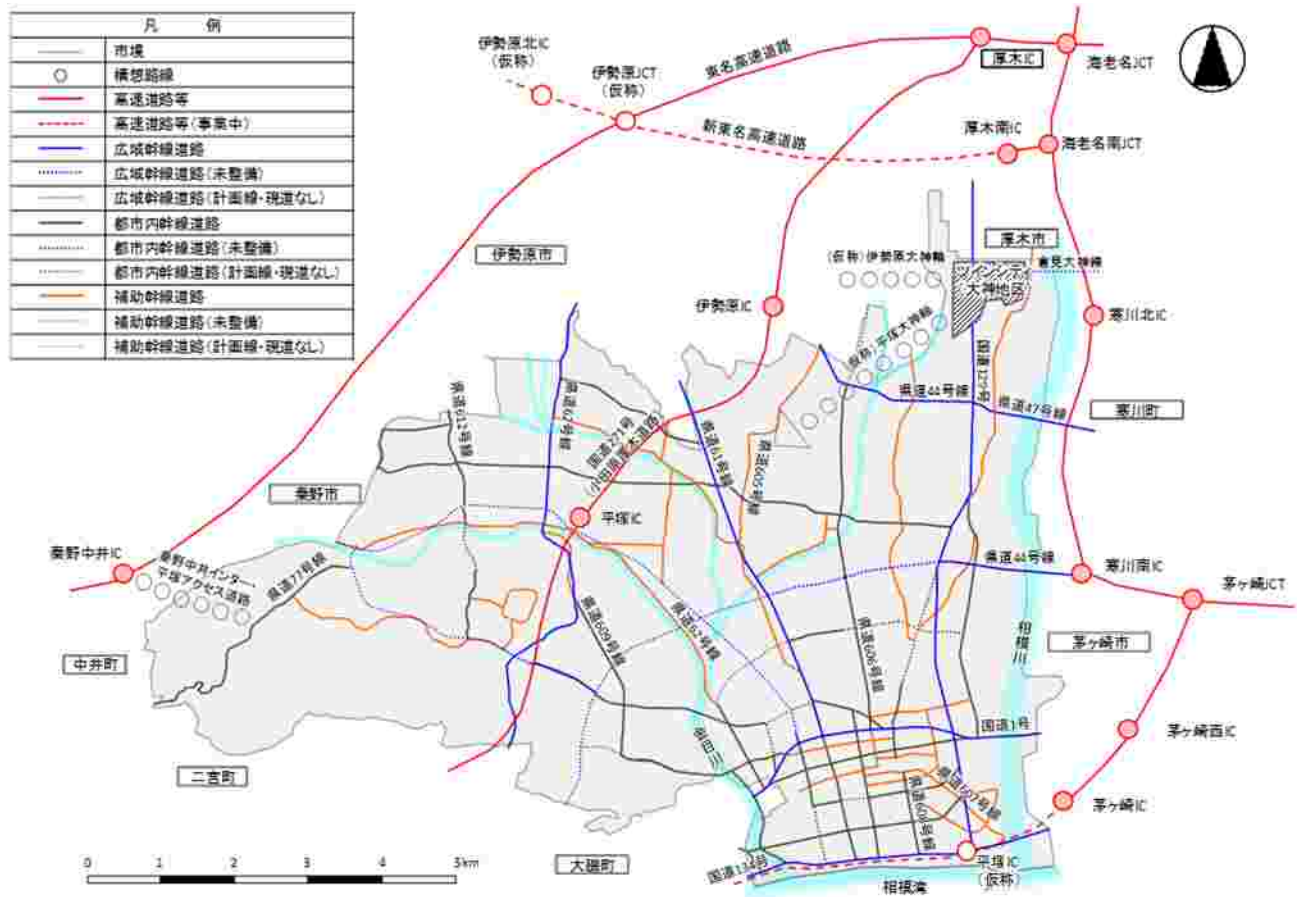 凡 例
市境
構想路線
高速道路等
高速道路等(事業中)
広域幹線道路
広域幹線道路(未整備)
広域幹線道路(計画線・現道なし)
都市内幹線道路
都市内幹線道路(未整備)
都市内幹線道路(計画線・現道なし)
補助幹線道路
補助幹線道路(未整備)
補助幹線道路(計画線・現道なし)
伊勢原北IC
(仮称)
伊勢原JCT
(仮称)
東名高速道路
厚木IC
海老名JCT
新東名高速道路
厚木南IC
海老名南JCT
伊勢原市
厚木市
(仮称)伊勢原大神軸
ツインシティ
大神地区
倉見大神線
伊勢原IC
寒川北IC
(仮称)平塚大神軸
国道129号
県道44号線
県道47号線
寒川町
県道612号線
県道62号線
国道271号
(小田原厚木道路)
県道61号線
県道605号線
秦野市
平塚IC
秦野中井IC
秦野中井インター、
平塚アクセス道路
県道77号線
県道44号線
寒川南IC
茅ヶ崎JCT
県道609号線
県道62号線
県道606号線
相模川
茅ヶ崎市
中井町
国道1号
茅ヶ崎西IC
二宮町
県道607号線
県道608号線
茅ヶ崎IC
0 1 2 3 4 5km
大磯町
国道134号
平塚IC
(仮称)
相模湾